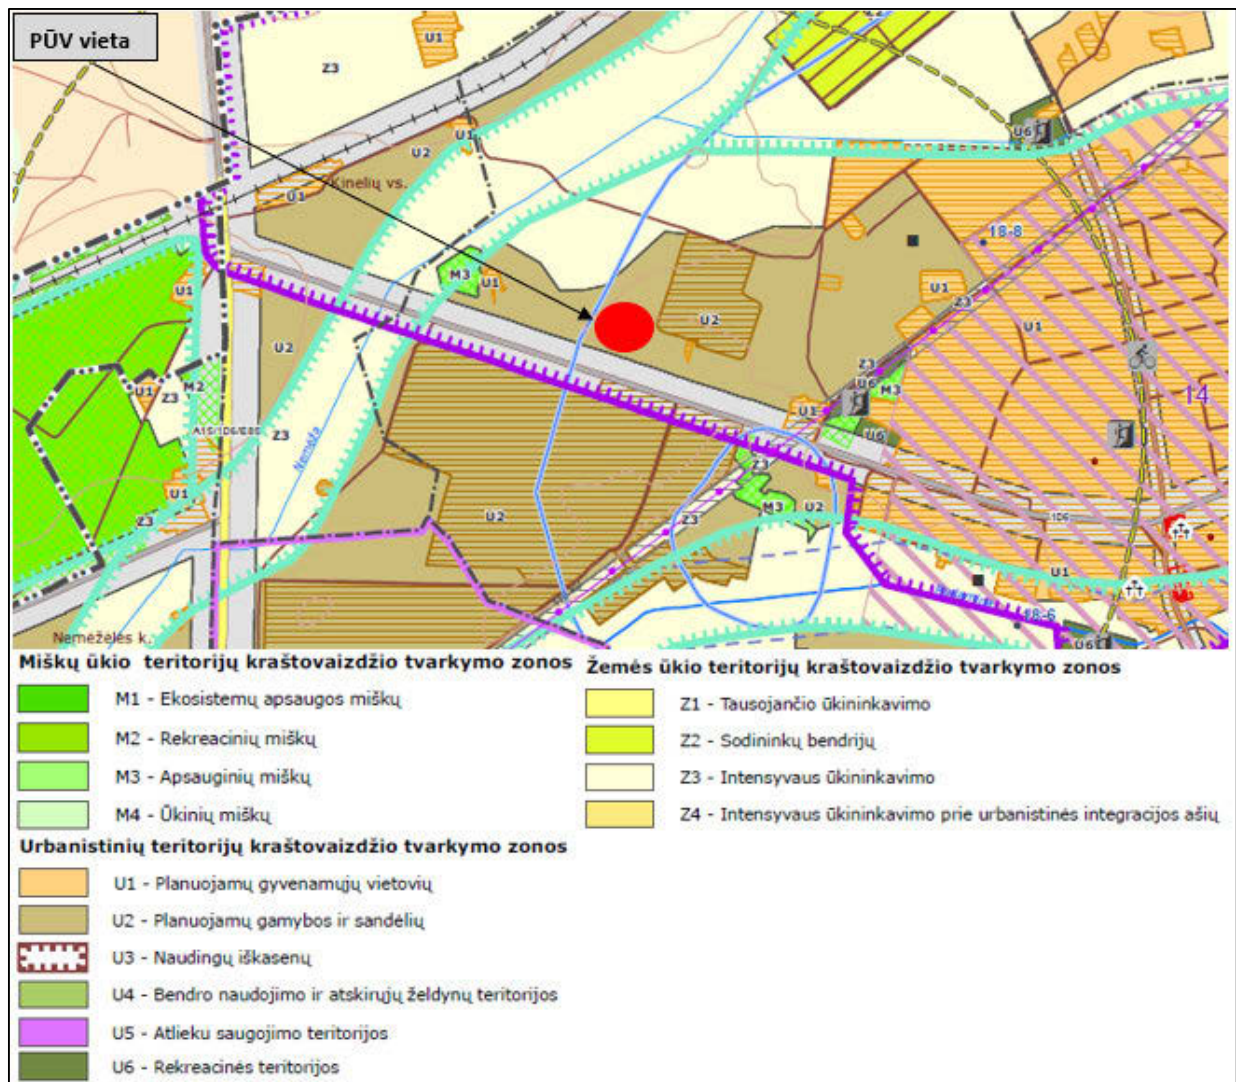 PŪV vieta
U1
Z2
Z3
U1
U6
U2
Kinelių vs.
U1
18-8
M3
U1
U1
U2
Z3
U1
U1
U2
Z3
U6
M3
14
U1
Z3
M2
A15/1D6/E85
Z3
U1
U6
Nemėža
Z3
U1
Z3
U2
Z3
M3
U2
1D6
U1
18-6
Nemėželės k.
U6
Miškų ūkio teritorijų kraštovaizdžio tvarkymo zonos
M1 - Ekosistemų apsaugos miškų
M2 - Rekreacinių miškų
M3 - Apsauginių miškų
M4 - Ūkinių miškų
Žemės ūkio teritorijų kraštovaizdžio tvarkymo zonos
Z1 - Tausojančio ūkininkavimo
Z2 - Sodininkų bendrijų
Z3 - Intensyvaus ūkininkavimo
Z4 - Intensyvaus ūkininkavimo prie urbanistinės integracijos ašių
Urbanistinių teritorijų kraštovaizdžio tvarkymo zonos
U1 - Planuojamų gyvenamųjų vietovių
U2 - Planuojamų gamybos ir sandėlių
U3 - Naudingų iškasenų
U4 - Bendro naudojimo ir atskirųjų želdynų teritorijos
U5 - Atlieku saugojimo teritorijos
U6 - Rekreacinės teritorijos